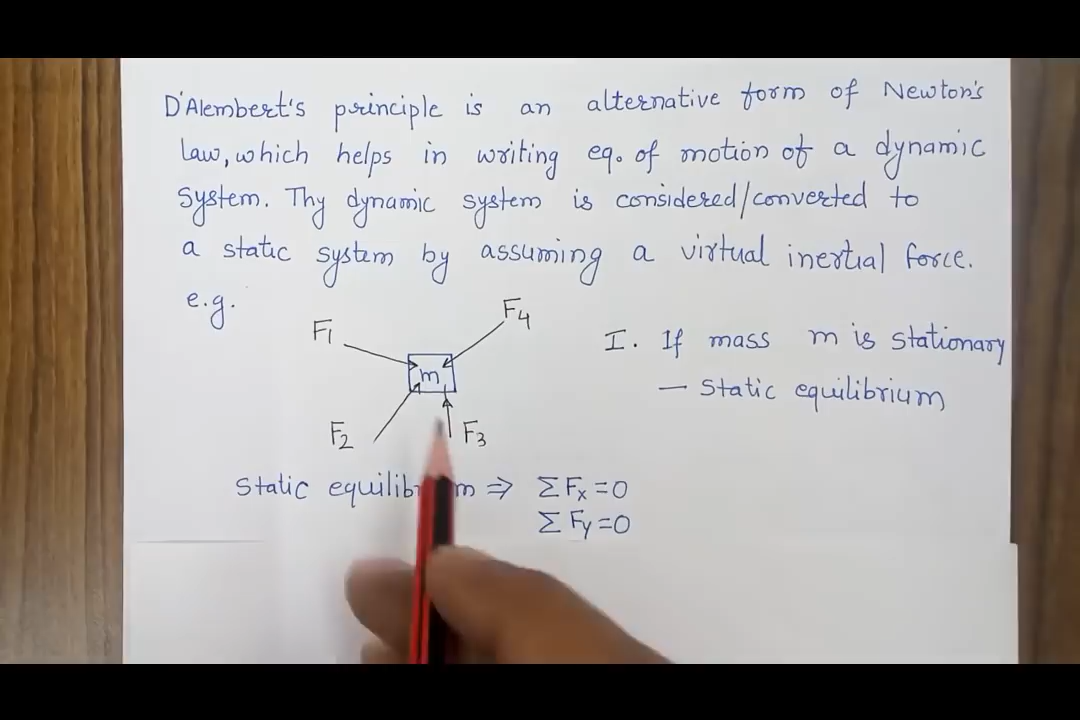 D'Alembert's principle is an alternative form of Newton's
law, which helps in writing eq. of motion of a dynamic
system. Thy dynamic system is considered/converted to
a static system by assuming a virtual inertial force.
e.g.
F1
F4
m
F2
F3
I. If mass m is stationary
— Static equilibrium
Static equilib m ⇒ ΣFx=0
ΣFy=0